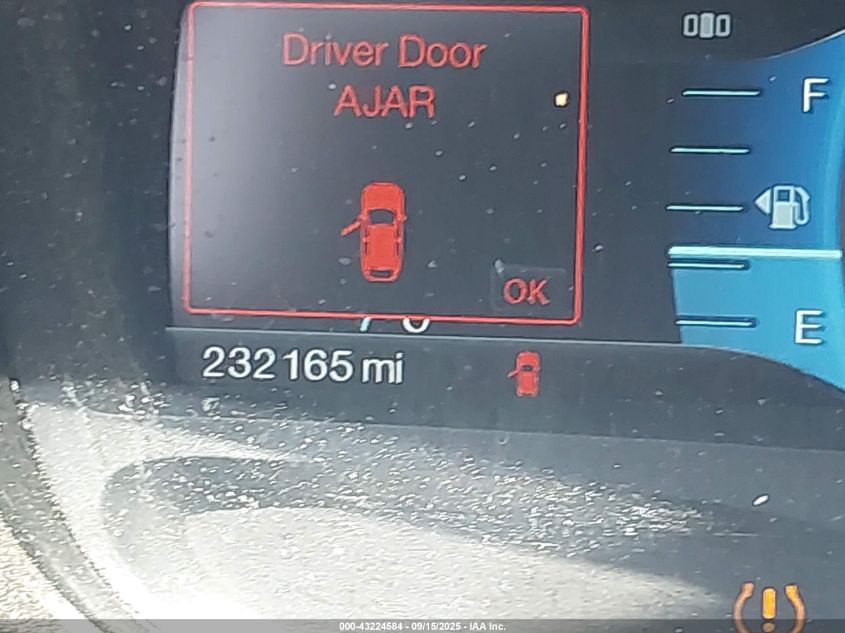 Driver Door
AJAR
F
OK
E
232165 mi
000-43224584 - 09/15/2025 - IAA Inc.